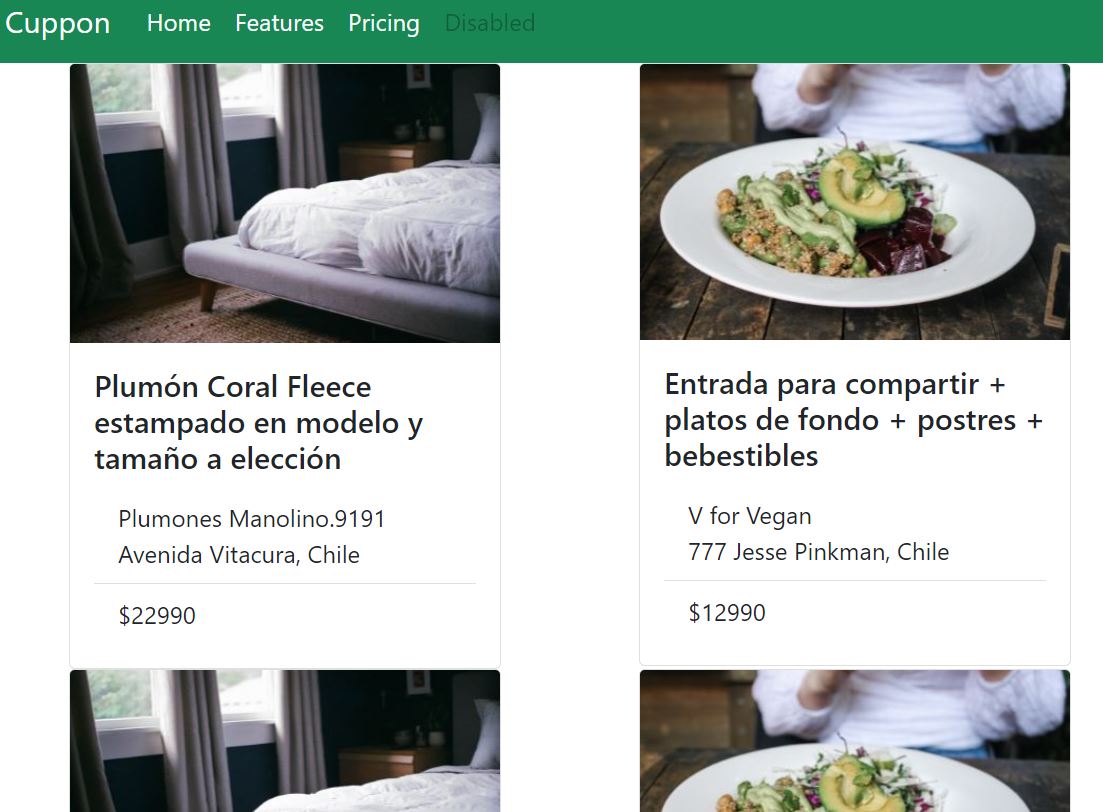 Cuppon Home Features Pricing Disabled
Plumón Coral Fleece
estampado en modelo y
tamaño a elección
Plumones Manolino.9191
Avenida Vitacura, Chile
$22990
Entrada para compartir +
platos de fondo + postres +
bebestibles
V for Vegan
777 Jesse Pinkman, Chile
$12990